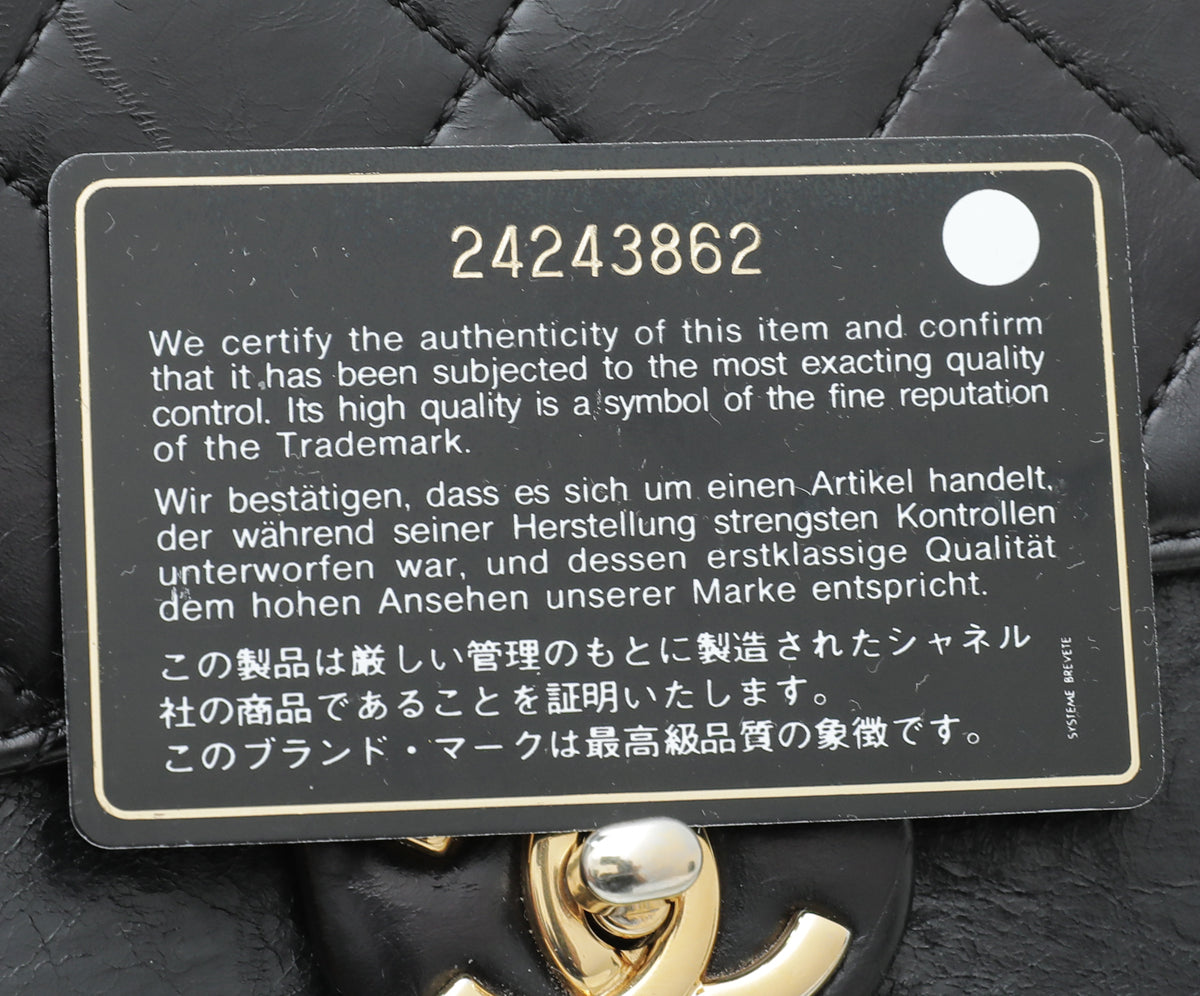 24243862
We certify the authenticity of this item and confirm
that it has been subjected to the most exacting quality
control. Its high quality is a symbol of the fine reputation
of the Trademark.
Wir bestätigen, dass es sich um einen Artikel handelt,
der während seiner Herstellung strengsten Kontrollen
unterworfen war, und dessen erstklassige Qualität
dem hohen Ansehen unserer Marke entspricht.
この製品は厳しい管理のもとに製造されたシャネル
社の商品であることを証明いたします。
このブランド・マークは最高級品質の象徴です。
SYSTEME BREVETE